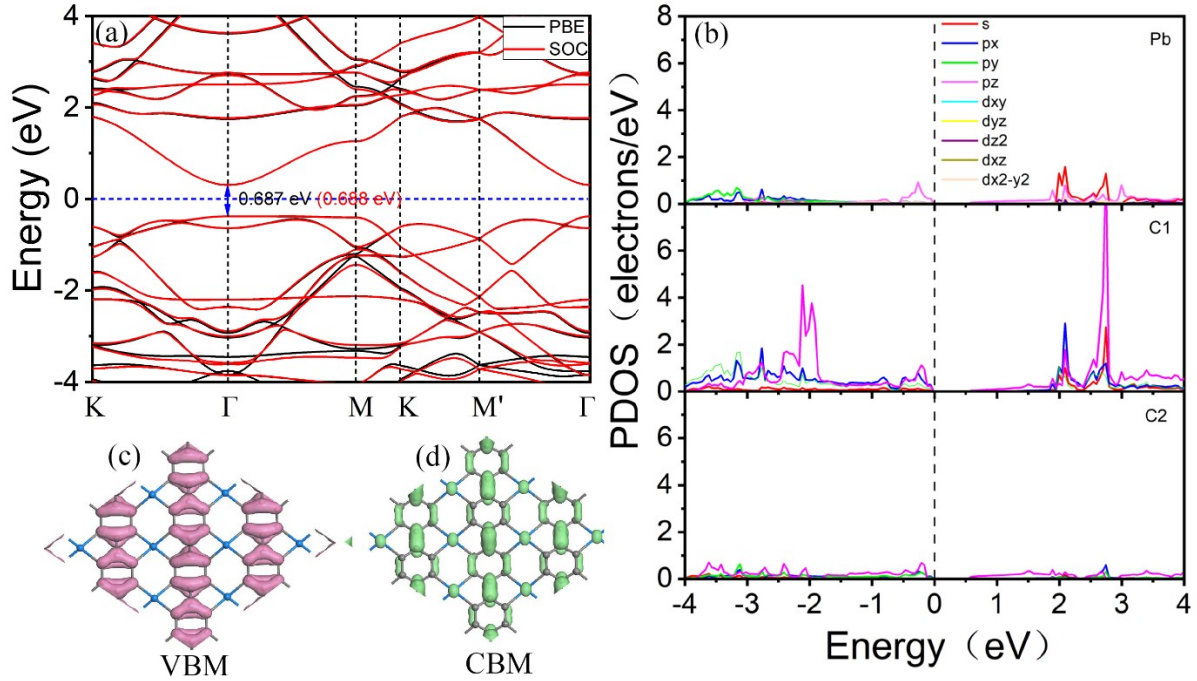 (a)
PBE
SOC
Energy (eV)
4
2
0
-2
-4
0.687 eV (0.688 eV)
K Γ M K M' Γ
(c)
VBM
(d)
CBM
(b)
PDOS (electrons/eV)
s
px
py
pz
dxy
dyz
dz2
dxz
dx2-y2
Pb
8
6
4
2
0
C1
6
4
2
0
C2
6
4
2
0
-4 -3 -2 -1 0 1 2 3 4
Energy (eV)